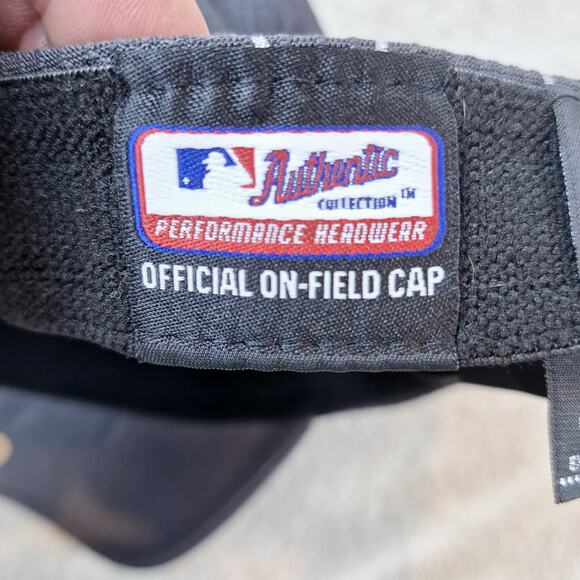 Authentic
COLLECTION™
PERFORMANCE HEADWEAR
OFFICIAL ON-FIELD CAP